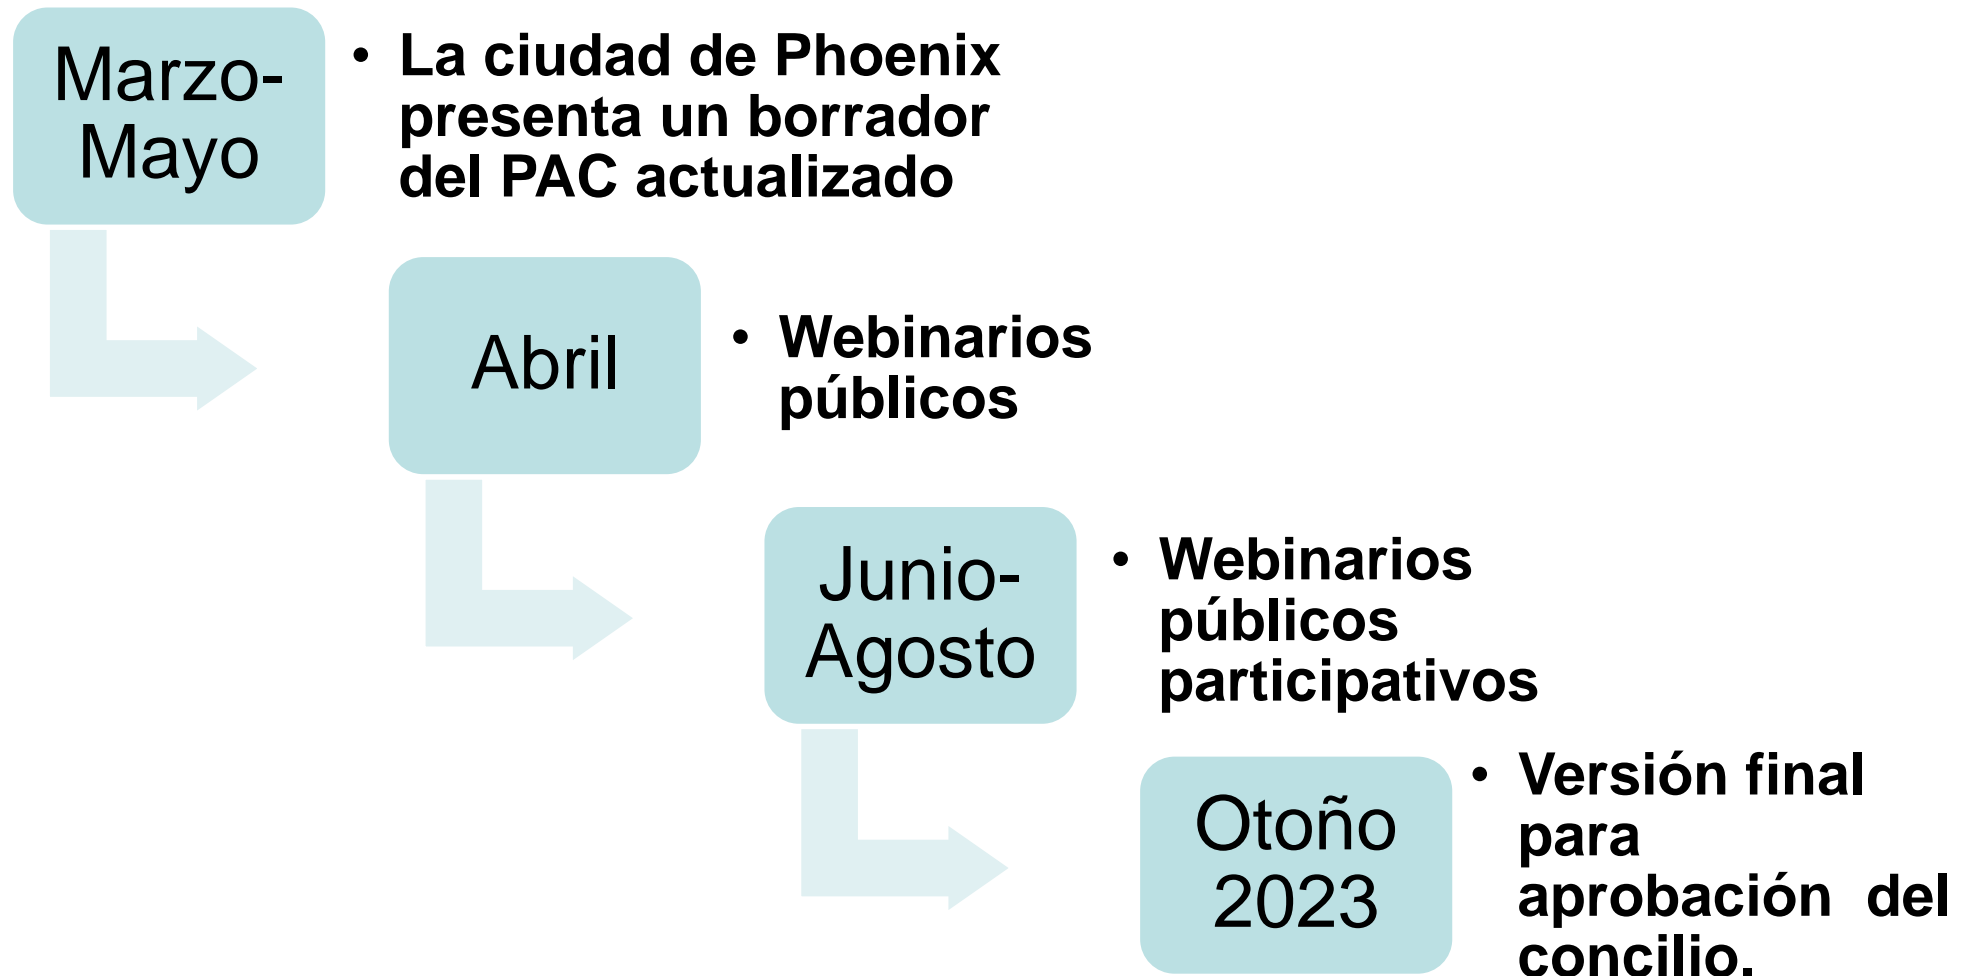 Marzo-
Mayo
• La ciudad de Phoenix
presenta un borrador
del PAC actualizado
Abril
• Webinarios
públicos
Junio-
Agosto
• Webinarios
públicos
participativos
Otoño
2023
• Versión final
para
aprobación del
concilio.